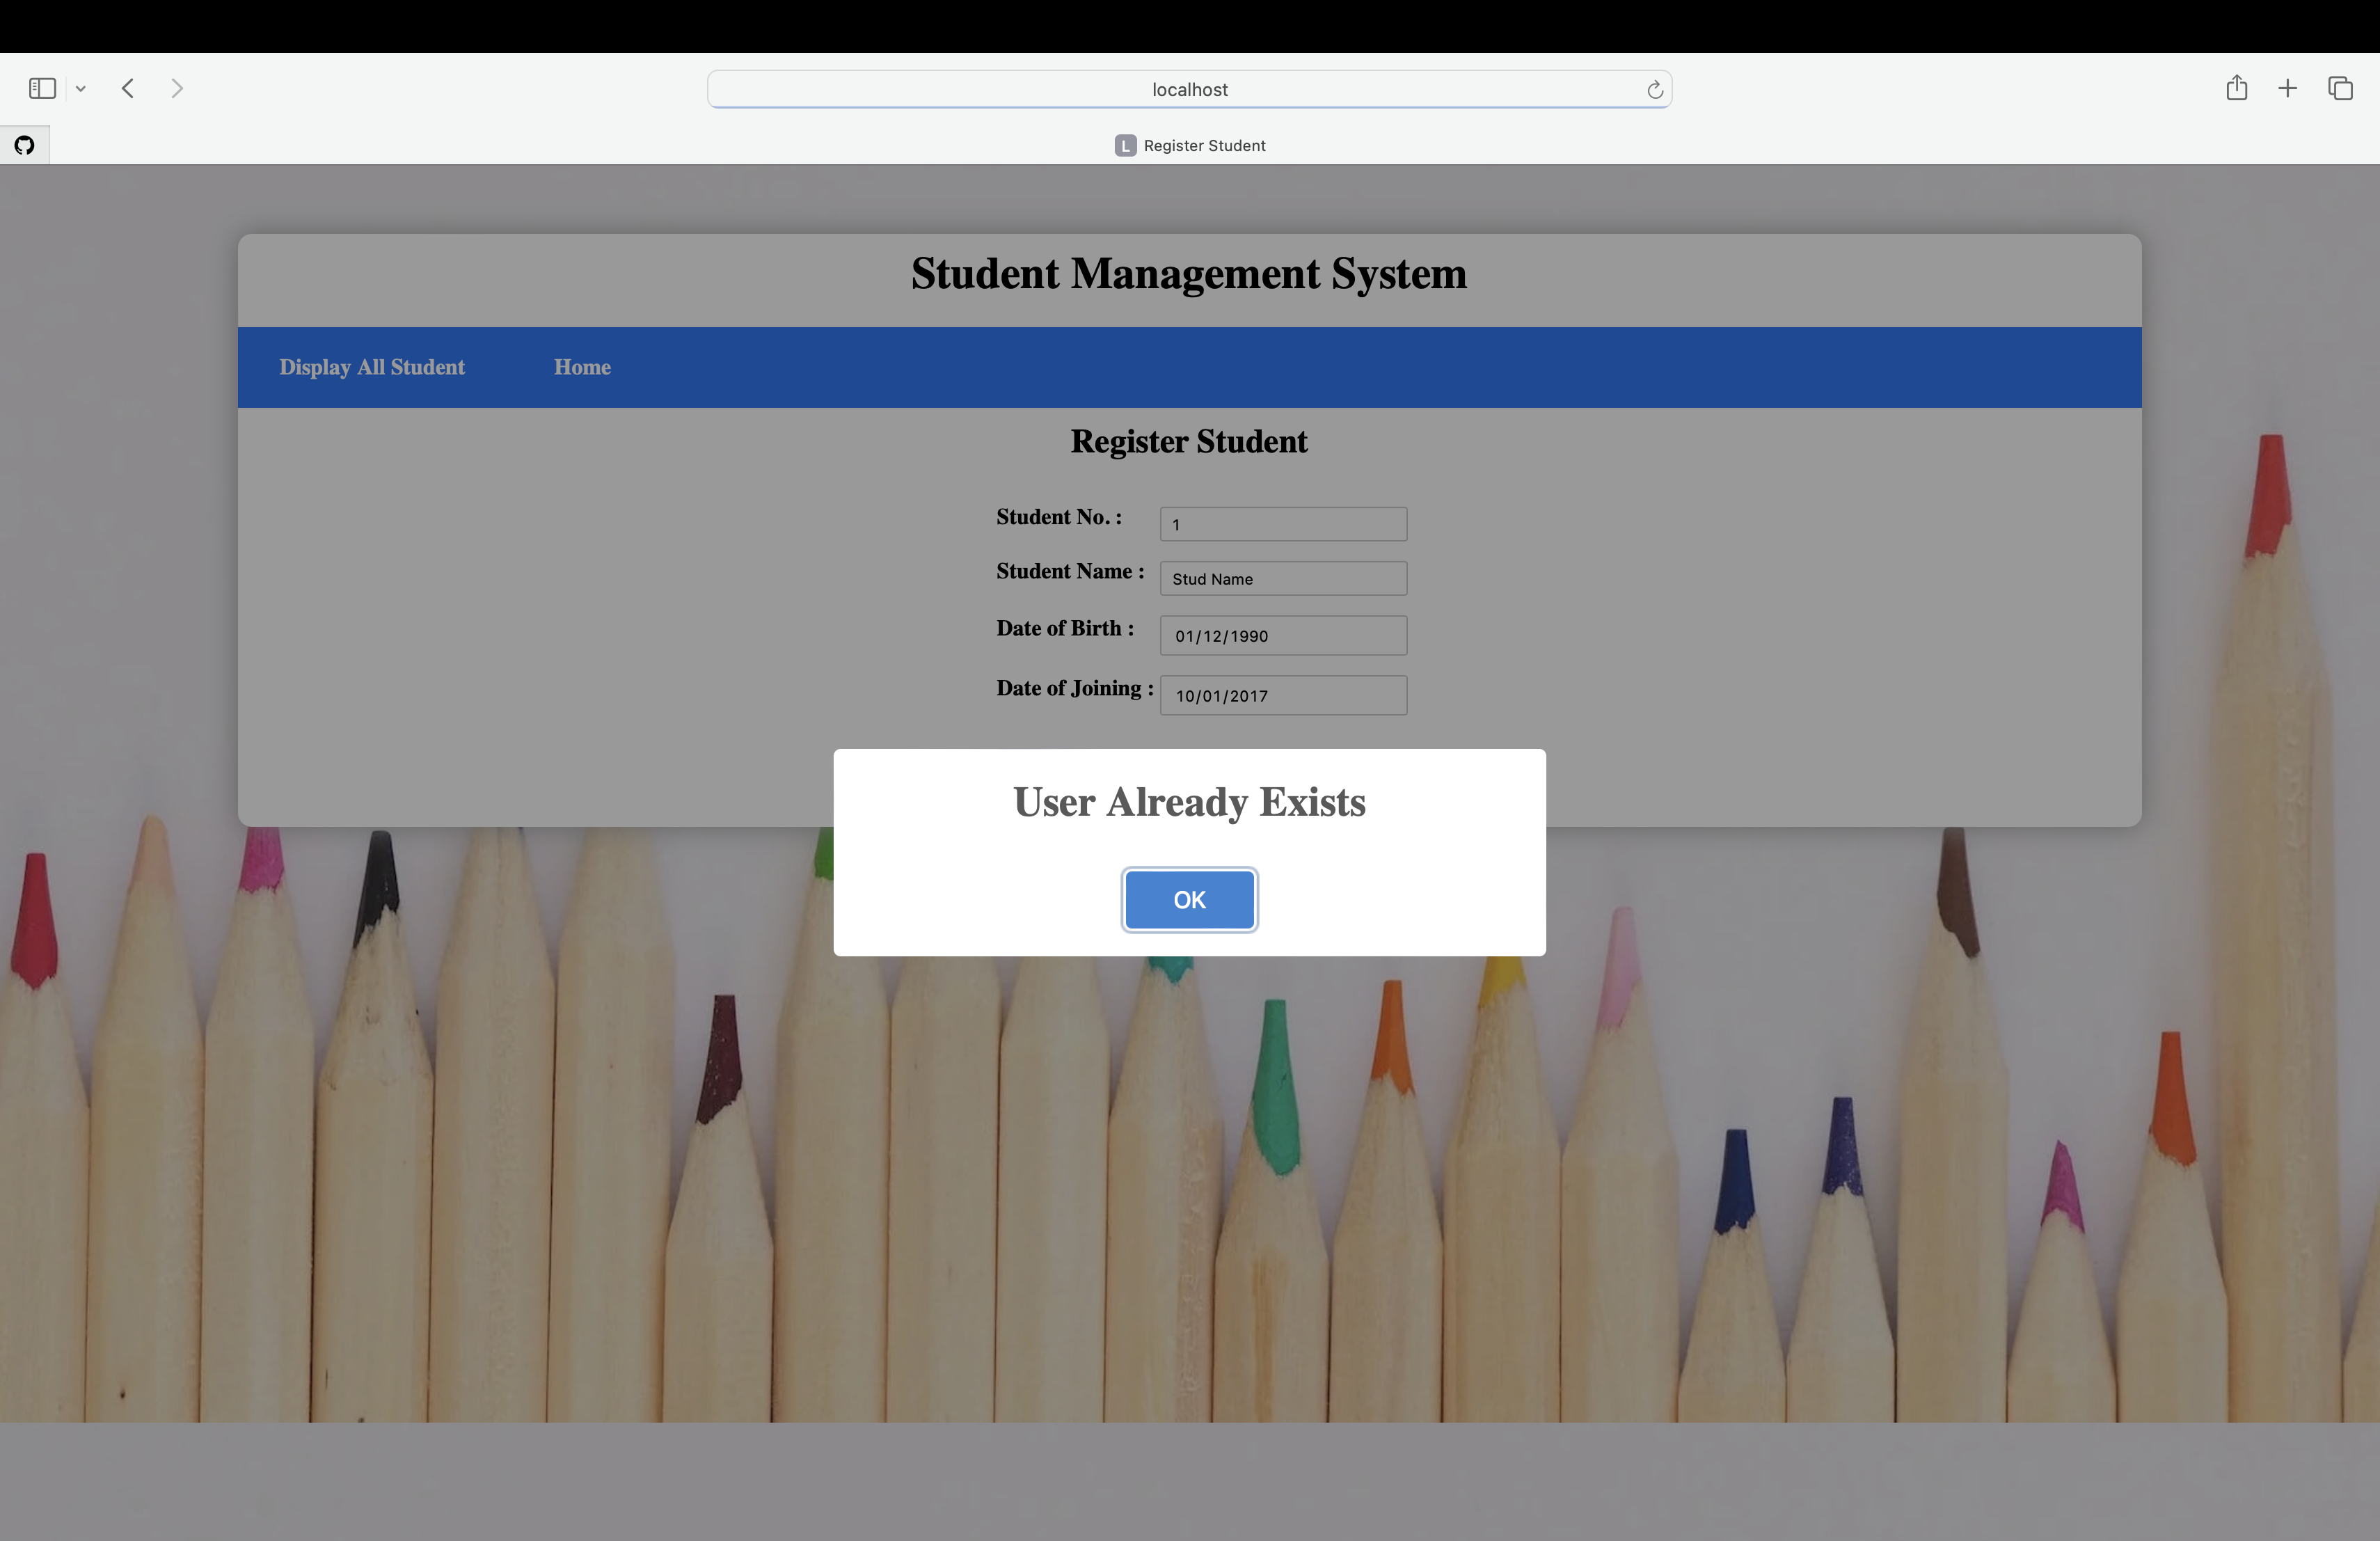 localhost
L Register Student
Student Management System
Display All Student Home
Register Student
Student No. : 1
Student Name : Stud Name
Date of Birth : 01/12/1990
Date of Joining : 10/01/2017
User Already Exists
OK